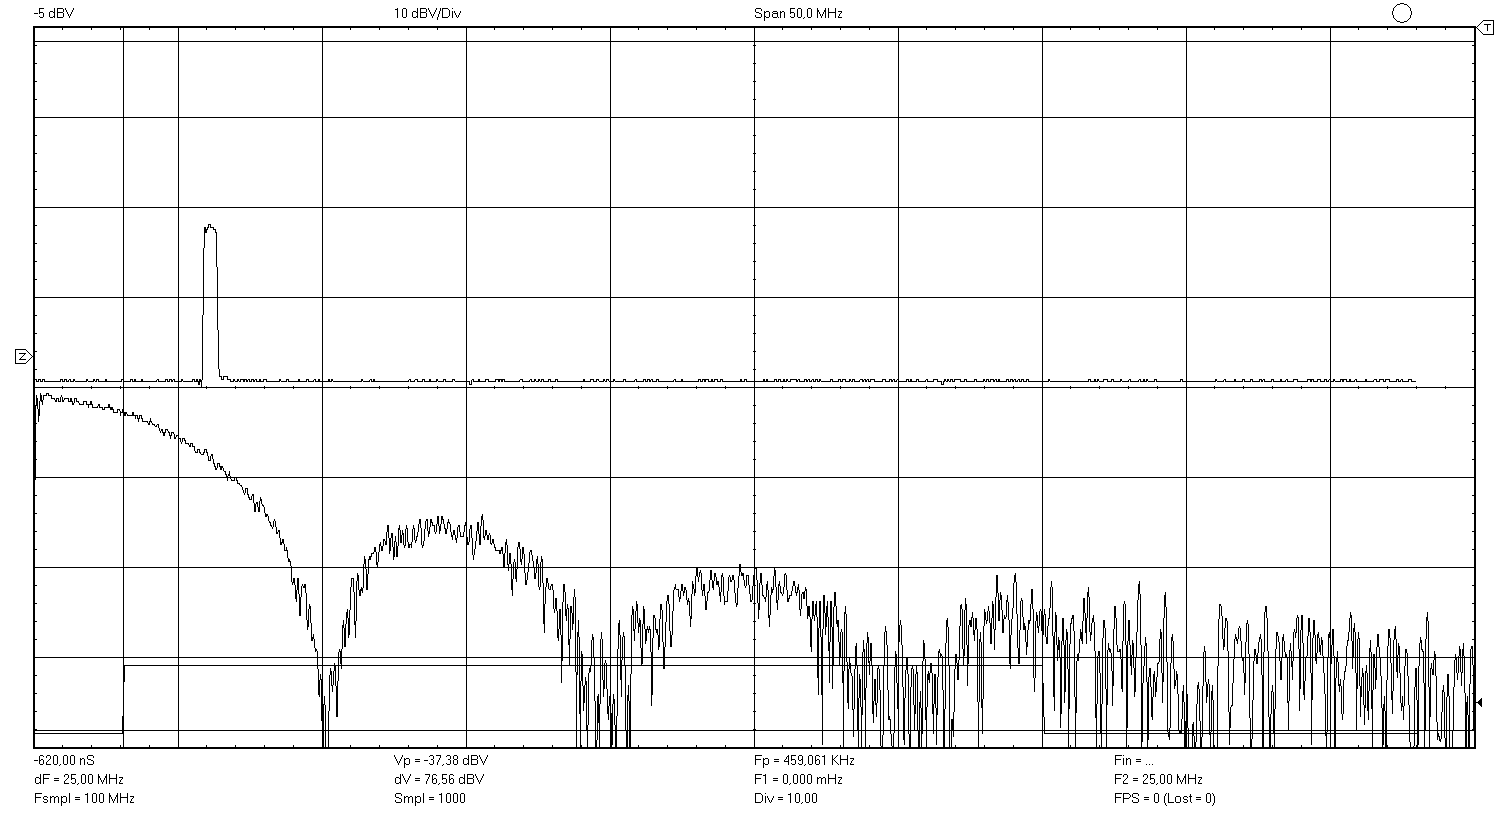 -5 dBV 10 dBV/Div Span 50,0 MHz
T
Z
-620,00 nS Vp = -37,38 dBV Fp = 459,061 KHz Fin = ...
dF = 25,00 MHz dV = 76,56 dBV F1 = 0,000 mHz F2 = 25,00 MHz
Fsmpl = 100 MHz Smpl = 1000 Div = 10,00 FPS = 0 (Lost = 0)